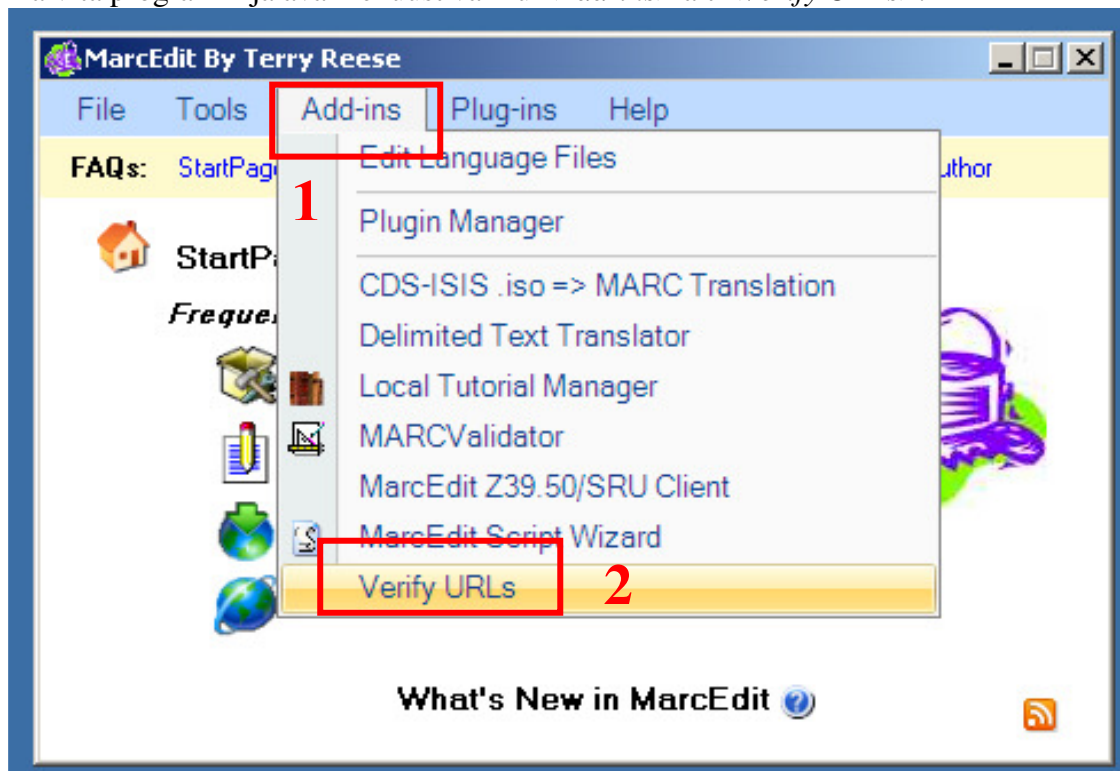 MarcEdit By Terry Reese
File Tools Add-ins Plug-ins Help
FAQs: StartPage
1
Edit Language Files
Plugin Manager
CDS-ISIS .iso => MARC Translation
Delimited Text Translator
Local Tutorial Manager
MARCValidator
MarcEdit Z39.50/SRU Client
MarcEdit Script Wizard
Verify URLs 2
What's New in MarcEdit